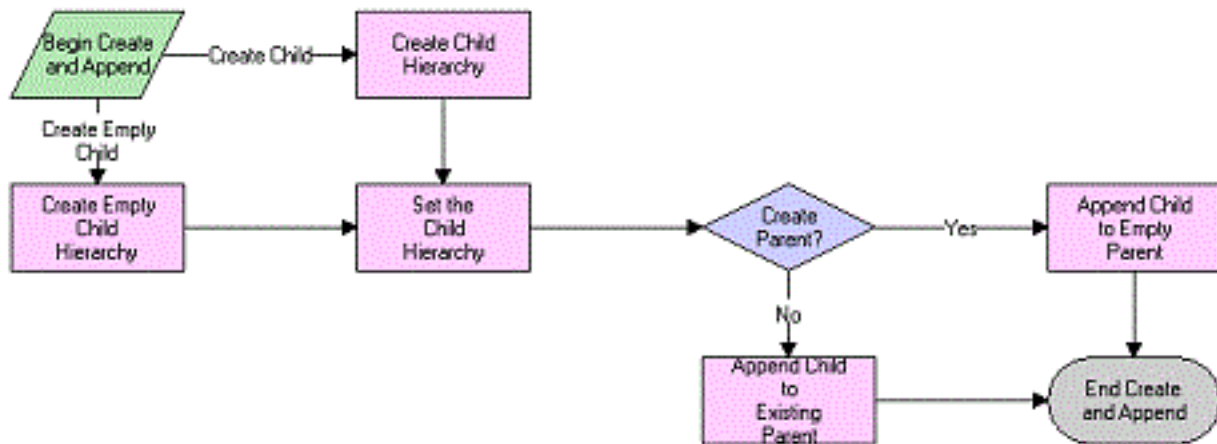 Begin Create
and Append
Create Child
Create Child
Hierarchy
Create Empty
Child
Create Empty
Child
Hierarchy
Set the
Child
Hierarchy
Create
Parent?
Yes
Append Child
to Empty
Parent
No
Append Child
to
Existing
Parent
End Create
and Append